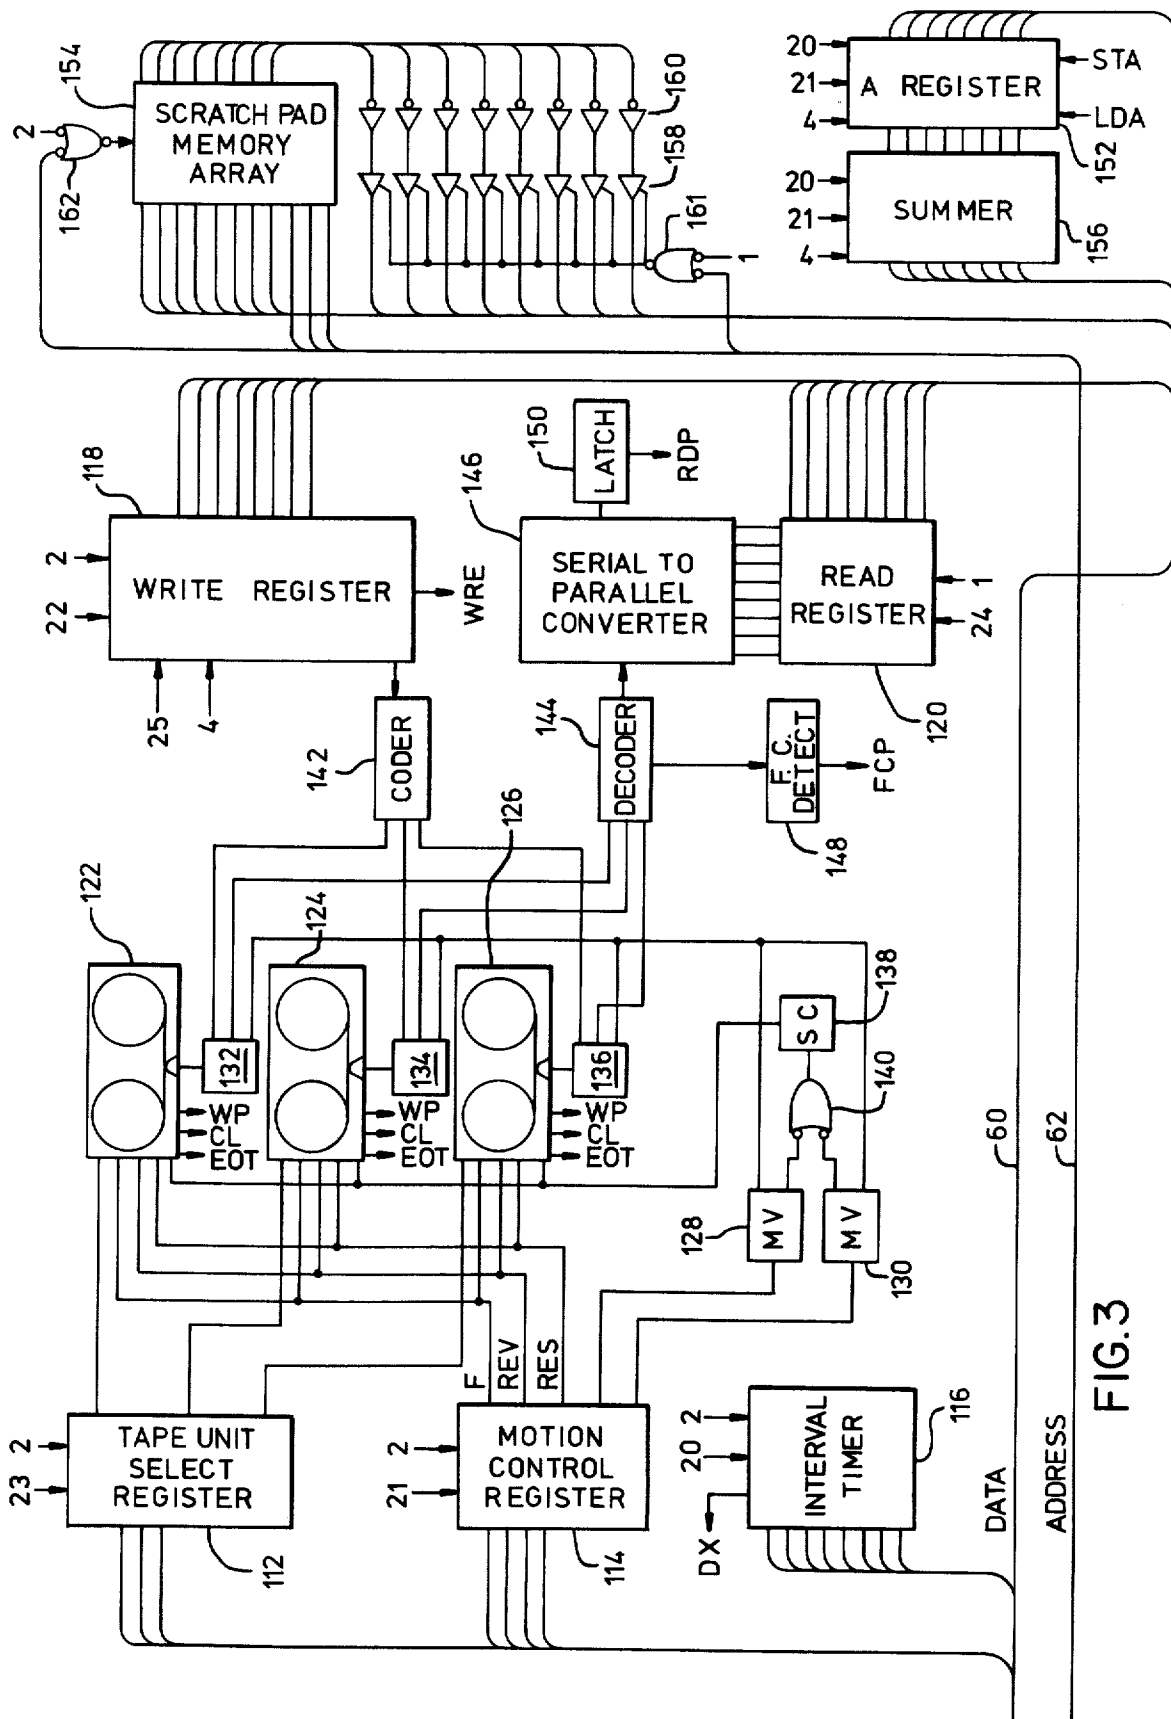 23
2
TAPE UNIT
SELECT
REGISTER
112
21
2
MOTION
CONTROL
REGISTER
114
F
REV
RES
DX
20
2
INTERVAL
TIMER
116
122
WP
CL
EOT
132
124
WP
CL
EOT
134
126
WP
CL
EOT
136
128
MV
MV
130
140
SC
138
25
4
22
2
118
WRITE REGISTER
WRE
142
CODER
144
DECODER
146
SERIAL TO
PARALLEL
CONVERTER
150
LATCH
RDP
148
F.C.
DETECT
FCP
READ
REGISTER
24
1
120
162
2
154
SCRATCH PAD
MEMORY
ARRAY
160
158
161
1
4
21
20
SUMMER
156
4
21
20
A REGISTER
LDA
STA
152
DATA
60
ADDRESS
62
FIG.3